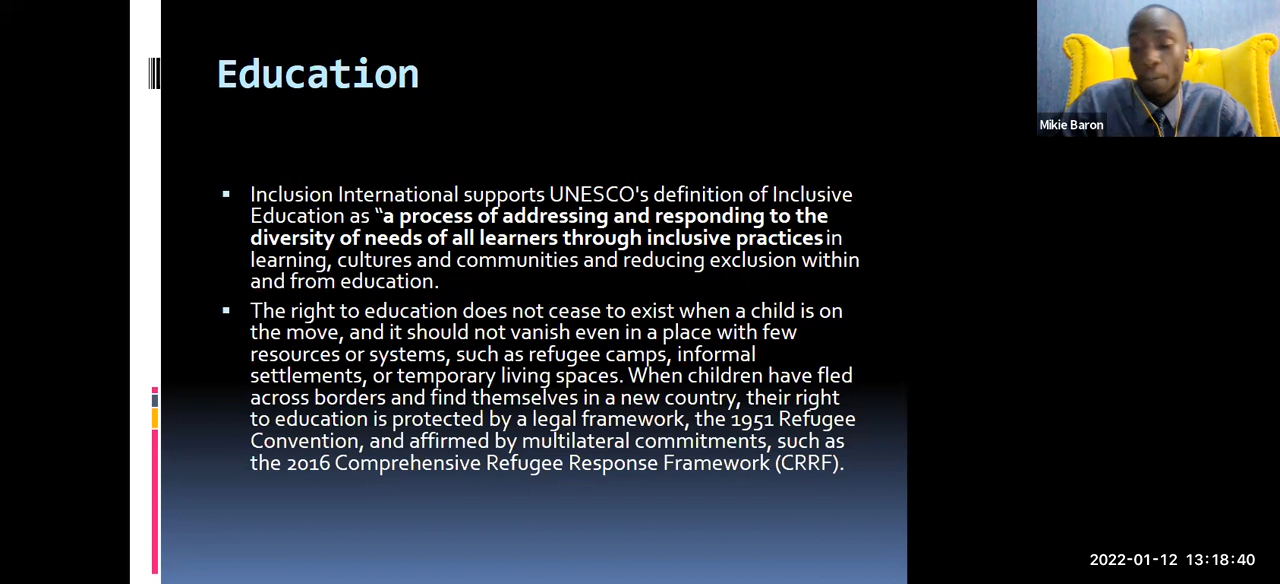 Education
Mikie Baron
Inclusion International supports UNESCO's definition of Inclusive
Education as “a process of addressing and responding to the
diversity of needs of all learners through inclusive practices in
learning, cultures and communities and reducing exclusion within
and from education.
The right to education does not cease to exist when a child is on
the move, and it should not vanish even in a place with few
resources or systems, such as refugee camps, informal
settlements, or temporary living spaces. When children have fled
across borders and find themselves in a new country, their right
to education is protected by a legal framework, the 1951 Refugee
Convention, and affirmed by multilateral commitments, such as
the 2016 Comprehensive Refugee Response Framework (CRRF).
2022-01-12 13:18:40